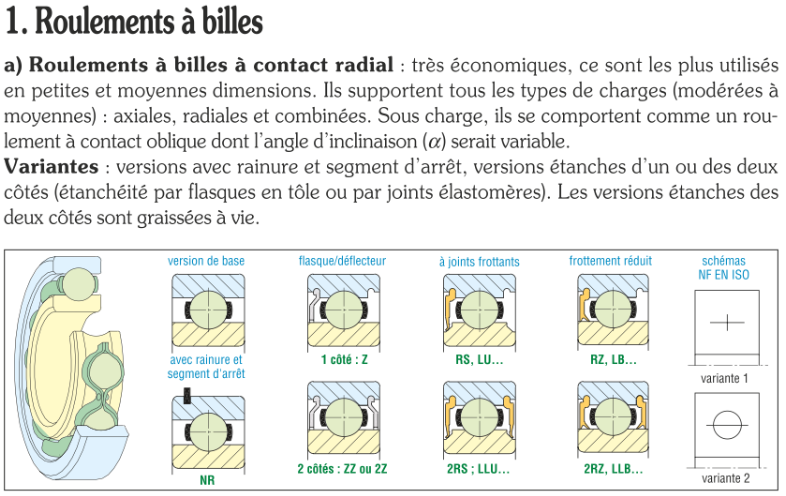 1. Roulements à billes
a) Roulements à billes à contact radial : très économiques, ce sont les plus utilisés
en petites et moyennes dimensions. Ils supportent tous les types de charges (modérées à
moyennes) : axiales, radiales et combinées. Sous charge, ils se comportent comme un rou-
lement à contact oblique dont l'angle d'inclinaison (α) serait variable.
Variantes : versions avec rainure et segment d'arrêt, versions étanches d'un ou des deux
côtés (étanchéité par flasques en tôle ou par joints élastomères). Les versions étanches des
deux côtés sont graissées à vie.
version de base
flasque/déflecteur
à joints frottants
frottement réduit
schémas
NF EN ISO
avec rainure et
segment d'arrêt
1 côté : Z
RS, LU...
RZ, LB...
variante 1
NR
2 côtés : ZZ ou 2Z
2RS ; LLU...
2RZ, LLB...
variante 2